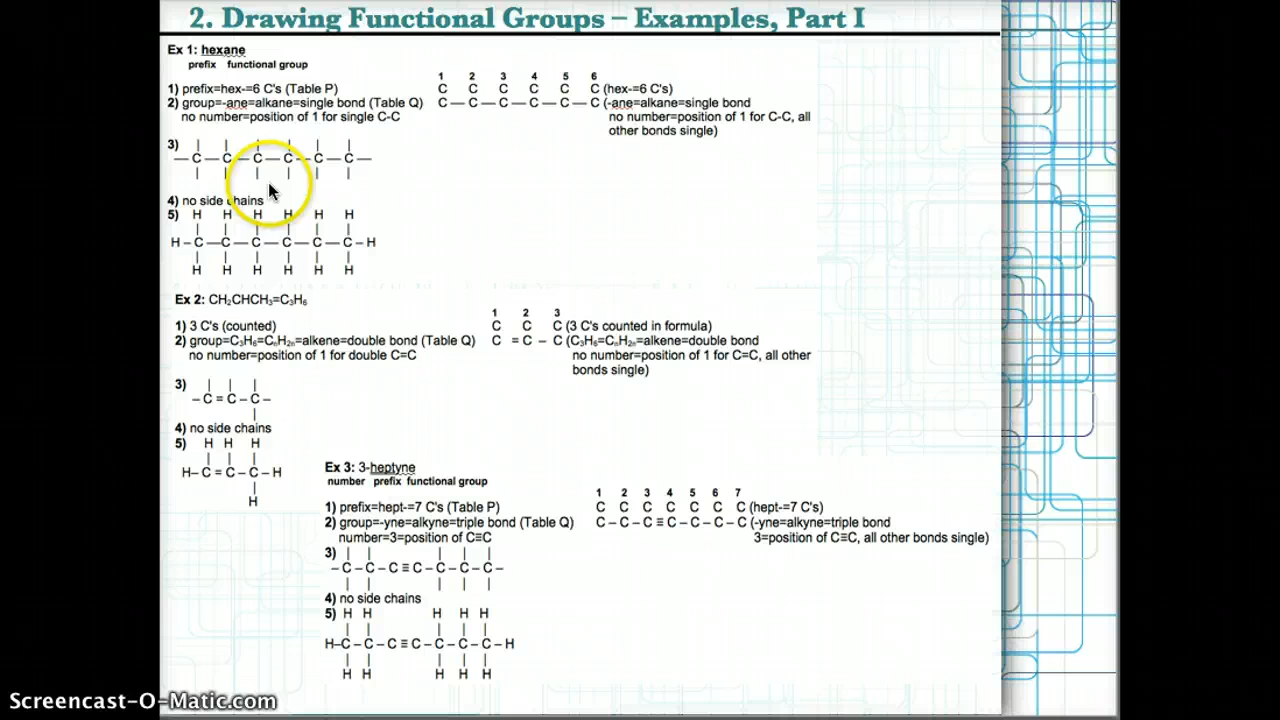 2. Drawing Functional Groups – Examples, Part I
Ex 1: hexane
prefix functional group
1) prefix=hex-=6 C's (Table P)
2) group=-ane=alkane=single bond (Table Q)
no number=position of 1 for single C-C
1 2 3 4 5 6
C C C C C C (hex-=6 C's)
C — C — C — C — C — C (-ane=alkane=single bond
no number=position of 1 for C-C, all
other bonds single)
3)
| | | | | |
— C — C — C — C — C — C —
| | | | | |
4) no side chains
5) H H H H H H
| | | | | |
H – C — C — C — C — C — C – H
| | | | | |
H H H H H H
Ex 2: CH₂CHCH₃=C₃H₆
1) 3 C's (counted)
2) group=C₃H₆=CₙH₂ₙ=alkene=double bond (Table Q)
no number=position of 1 for double C=C
1 2 3
C C C (3 C's counted in formula)
C = C – C (C₃H₆=CₙH₂ₙ=alkene=double bond
no number=position of 1 for C=C, all other
bonds single)
3) | | |
– C = C – C –
|
4) no side chains
5) H H H
| | |
H– C = C – C – H
|
H
Ex 3: 3-heptyne
number prefix functional group
1) prefix=hept-=7 C's (Table P)
2) group=-yne=alkyne=triple bond (Table Q)
number=3=position of C≡C
1 2 3 4 5 6 7
C C C C C C C (hept-=7 C's)
C – C – C ≡ C – C – C – C (-yne=alkyne=triple bond
3=position of C≡C, all other bonds single)
3) | | | | |
– C – C – C ≡ C – C – C – C –
| | | | |
4) no side chains
5) H H H H H
| | | | |
H–C – C – C ≡ C – C – C – C – H
| | | | |
H H H H H
Screencast-O-Matic.com